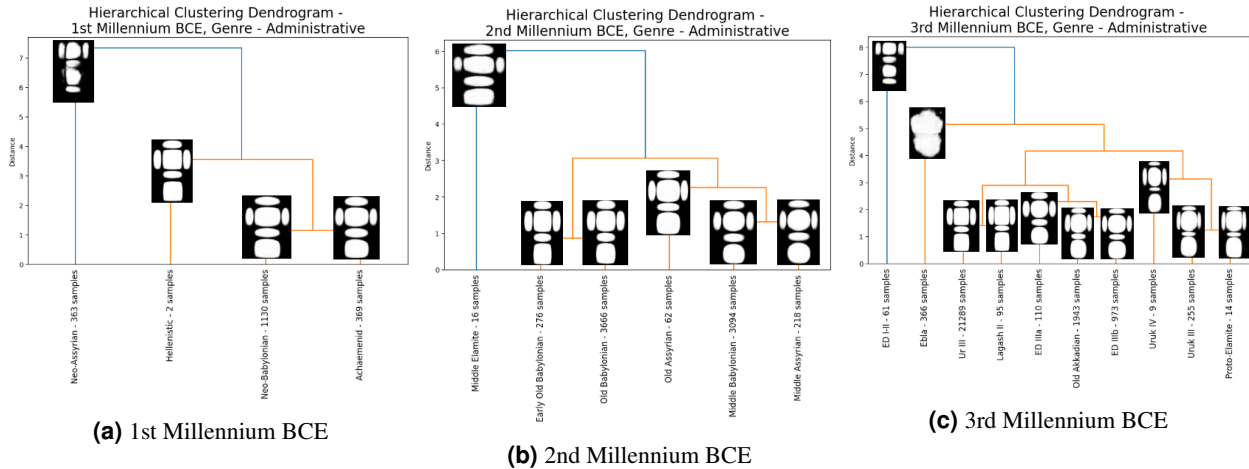 Hierarchical Clustering Dendrogram -
1st Millennium BCE, Genre - Administrative
Distance
7
6
5
4
3
2
1
0
Neo-Assyrian - 363 samples
Hellenistic - 2 samples
Neo-Babylonian - 1130 samples
Achaemenid - 369 samples
(a) 1st Millennium BCE
Hierarchical Clustering Dendrogram -
2nd Millennium BCE, Genre - Administrative
Distance
6
5
4
3
2
1
0
Middle Elamite - 16 samples
Early Old Babylonian - 276 samples
Old Babylonian - 3666 samples
Old Assyrian - 62 samples
Middle Babylonian - 3094 samples
Middle Assyrian - 218 samples
(b) 2nd Millennium BCE
Hierarchical Clustering Dendrogram -
3rd Millennium BCE, Genre - Administrative
Distance
8
7
6
5
4
3
2
1
0
ED I-II - 61 samples
Ebla - 366 samples
Ur III - 21289 samples
Lagash II - 95 samples
ED IIIa - 110 samples
Old Akkadian - 1943 samples
ED IIIb - 973 samples
Uruk IV - 9 samples
Uruk III - 255 samples
Proto-Elamite - 14 samples
(c) 3rd Millennium BCE